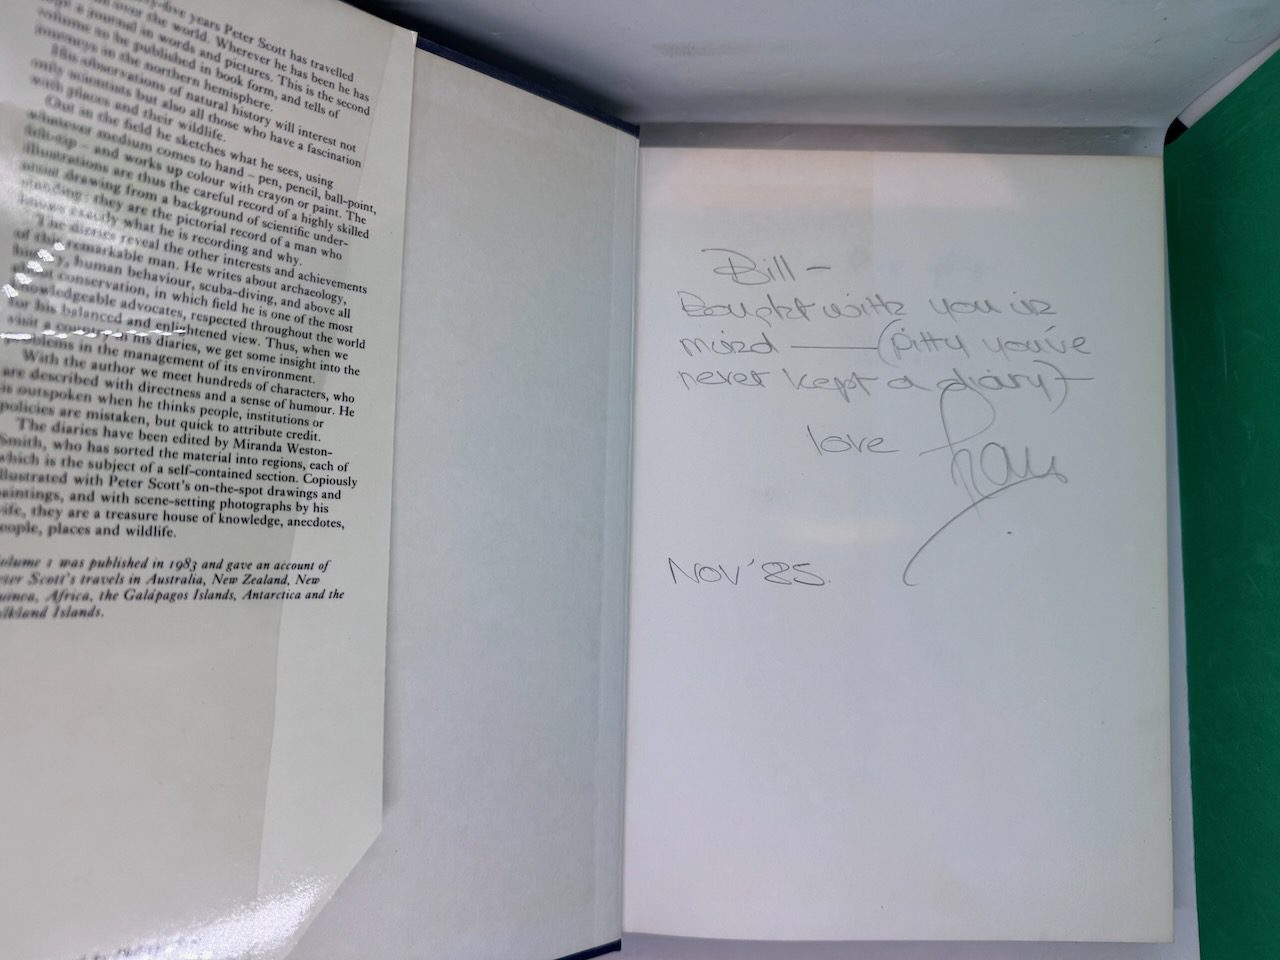 -five years Peter Scott has travelled
over the world. Wherever he has been he has
a journal in words and pictures. This is the second
volume to be published in book form, and tells of
journeys in the northern hemisphere.
His observations of natural history will interest not
only scientists but also all those who have a fascination
with places and their wildlife.
Out in the field he sketches what he sees, using
whatever medium comes to hand – pen, pencil, ball-point,
felt-tip – and works up colour with crayon or paint. The
illustrations are thus the careful record of a highly skilled
artist drawing from a background of scientific under-
standing: they are the pictorial record of a man who
knows exactly what he is recording and why.
The diaries reveal the other interests and achievements
of this remarkable man. He writes about archaeology,
history, human behaviour, scuba-diving, and above all
about conservation, in which field he is one of the most
knowledgeable advocates, respected throughout the world
for his balanced and enlightened view. Thus, when we
visit a country in his diaries, we get some insight into the
problems in the management of its environment.
With the author we meet hundreds of characters, who
are described with directness and a sense of humour. He
is outspoken when he thinks people, institutions or
policies are mistaken, but quick to attribute credit.
The diaries have been edited by Miranda Weston-
Smith, who has sorted the material into regions, each of
which is the subject of a self-contained section. Copiously
illustrated with Peter Scott's on-the-spot drawings and
paintings, and with scene-setting photographs by his
wife, they are a treasure house of knowledge, anecdotes,
people, places and wildlife.
Volume 1 was published in 1983 and gave an account of
Peter Scott's travels in Australia, New Zealand, New
Guinea, Africa, the Galápagos Islands, Antarctica and the
Falkland Islands.
Bill –
Bought with you in
mind —— (pitty you've
never kept a diary) –
love
Nov '85.